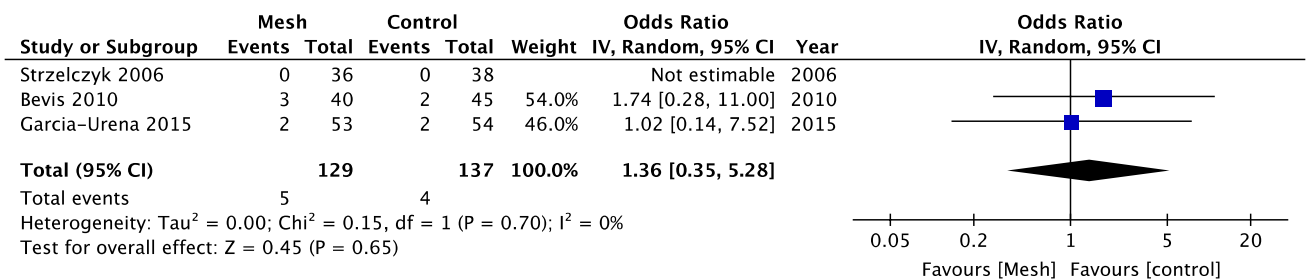 Mesh Control Odds Ratio Odds Ratio
Study or Subgroup Events Total Events Total Weight IV, Random, 95% CI Year IV, Random, 95% CI
Strzelczyk 2006 0 36 0 38 Not estimable 2006
Bevis 2010 3 40 2 45 54.0% 1.74 [0.28, 11.00] 2010
Garcia-Urena 2015 2 53 2 54 46.0% 1.02 [0.14, 7.52] 2015
Total (95% CI) 129 137 100.0% 1.36 [0.35, 5.28]
Total events 5 4
Heterogeneity: Tau² = 0.00; Chi² = 0.15, df = 1 (P = 0.70); I² = 0%
Test for overall effect: Z = 0.45 (P = 0.65)
0.05 0.2 1 5 20
Favours [Mesh] Favours [control]